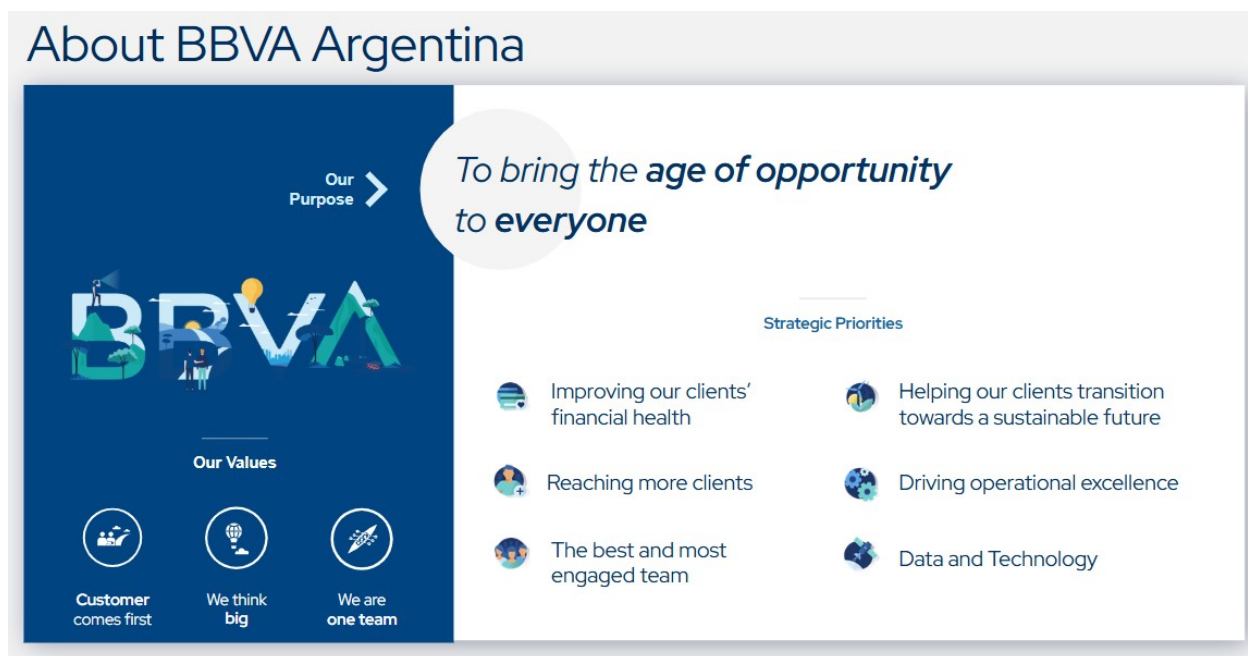 About BBVA Argentina
Our
Purpose
To bring the age of opportunity
to everyone
BBVA
Our Values
Customer
comes first
We think
big
We are
one team
Strategic Priorities
Improving our clients'
financial health
Helping our clients transition
towards a sustainable future
Reaching more clients
Driving operational excellence
The best and most
engaged team
Data and Technology